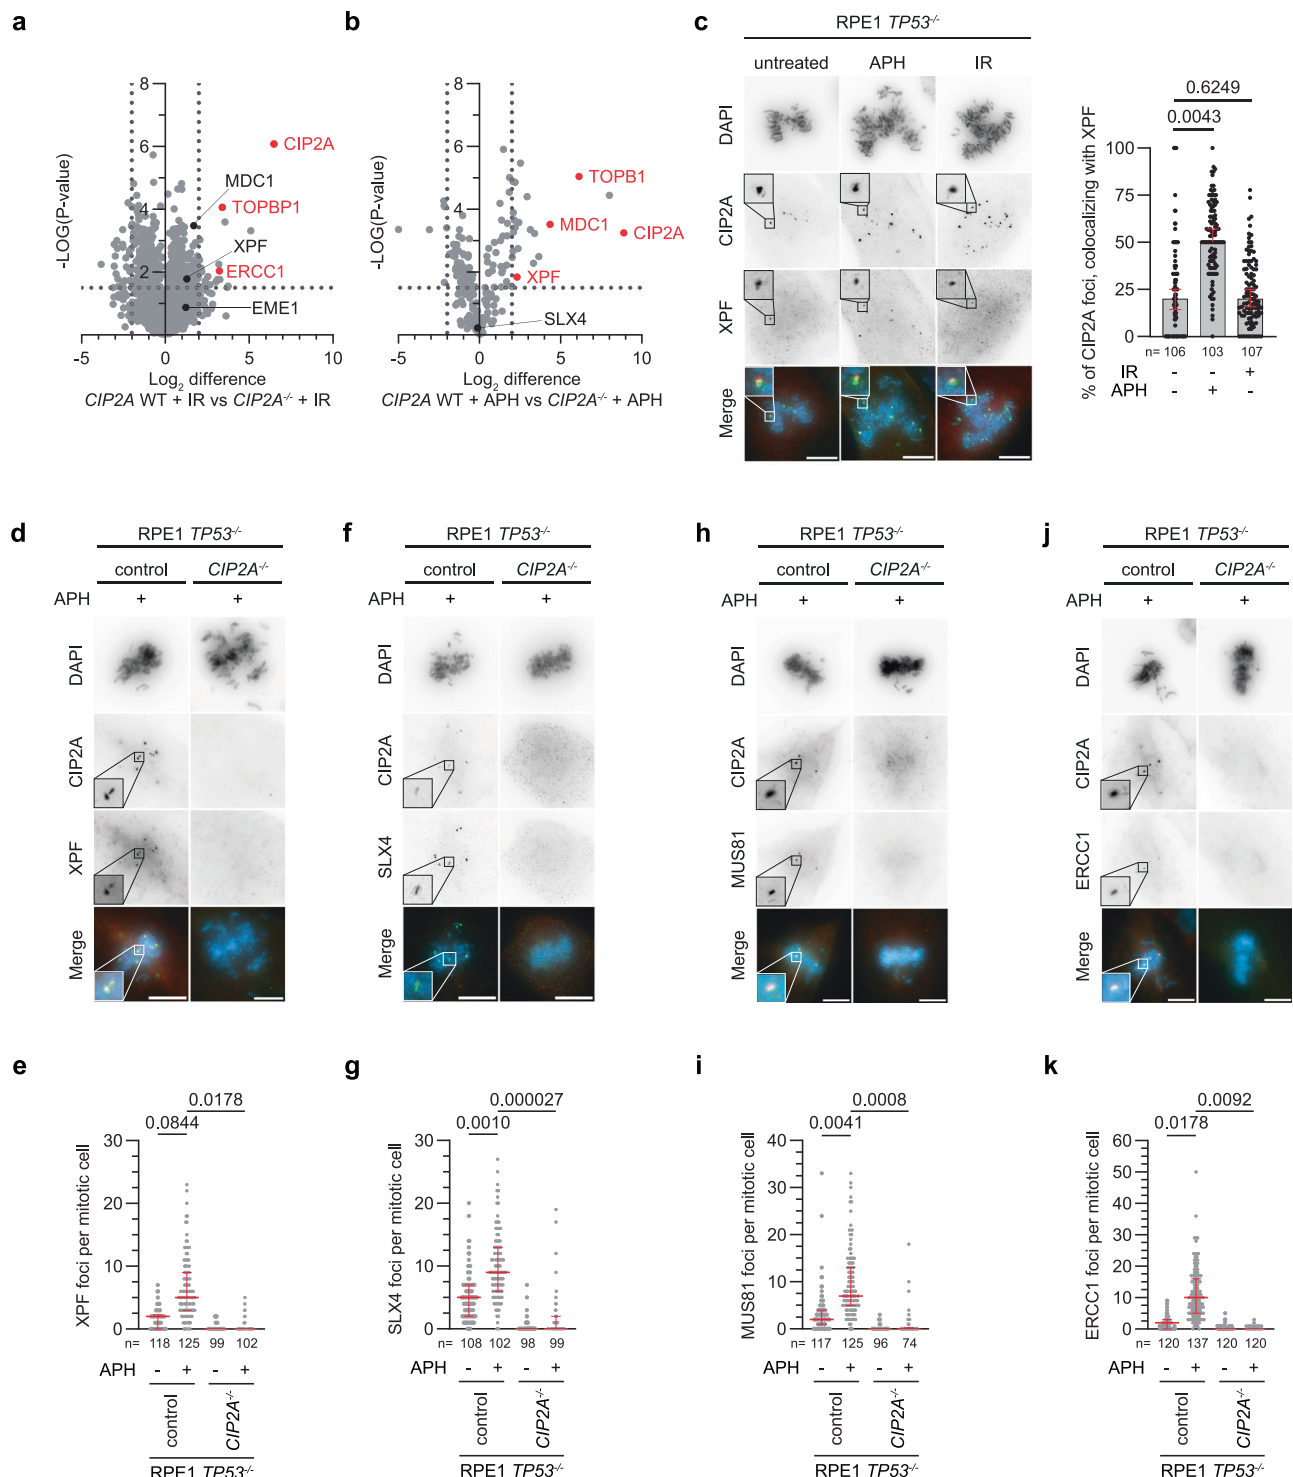 a
8
6
4
2
-5
0
5
10
-LOG(P-value)
CIP2A
MDC1
TOPBP1
XPF
ERCC1
EME1
Log2 difference
CIP2A WT + IR vs CIP2A-/- + IR
b
8
6
4
2
-5
0
5
10
-LOG(P-value)
TOPB1
MDC1
CIP2A
XPF
SLX4
Log2 difference
CIP2A WT + APH vs CIP2A-/- + APH
c
RPE1 TP53-/-
untreated APH IR
DAPI
CIP2A
XPF
Merge
0.6249
0.0043
100
75
50
25
0
% of CIP2A foci, colocalizing with XPF
n= 106 103 107
IR - - +
APH - + -
d
RPE1 TP53-/-
control CIP2A-/-
APH + +
DAPI
CIP2A
XPF
Merge
f
RPE1 TP53-/-
control CIP2A-/-
APH + +
DAPI
CIP2A
SLX4
Merge
h
RPE1 TP53-/-
control CIP2A-/-
APH + +
DAPI
CIP2A
MUS81
Merge
j
RPE1 TP53-/-
control CIP2A-/-
APH + +
DAPI
CIP2A
ERCC1
Merge
e
0.0178
0.0844
30
20
10
0
XPF foci per mitotic cell
n= 118 125 99 102
APH - + - +
control
CIP2A-/-
RPE1 TP53-/-
g
0.000027
0.0010
30
20
10
0
SLX4 foci per mitotic cell
n= 108 102 98 99
APH - + - +
control
CIP2A-/-
RPE1 TP53-/-
i
0.0008
0.0041
40
30
20
10
0
MUS81 foci per mitotic cell
n= 117 125 96 74
APH - + - +
control
CIP2A-/-
RPE1 TP53-/-
k
0.0092
0.0178
60
50
40
30
20
10
0
ERCC1 foci per mitotic cell
n= 120 137 120 120
APH - + - +
control
CIP2A-/-
RPE1 TP53-/-